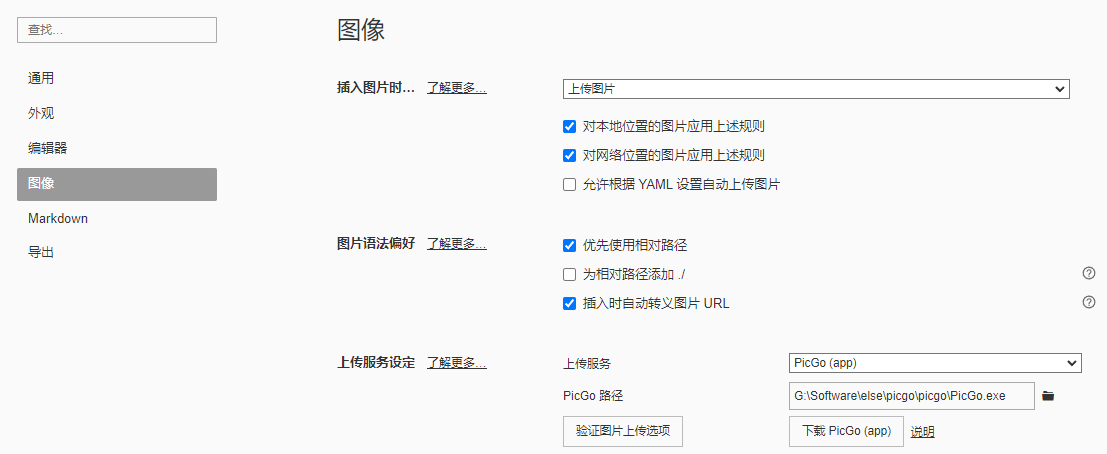 查找...
通用
外观
编辑器
图像
Markdown
导出
图像
插入图片时... 了解更多... 上传图片
对本地位置的图片应用上述规则
对网络位置的图片应用上述规则
允许根据 YAML 设置自动上传图片
图片语法偏好 了解更多... 优先使用相对路径
为相对路径添加 ./
插入时自动转义图片 URL
上传服务设定 了解更多... 上传服务 PicGo (app)
PicGo 路径 G:\Software\else\picgo\picgo\PicGo.exe
验证图片上传选项 下载 PicGo (app) 说明